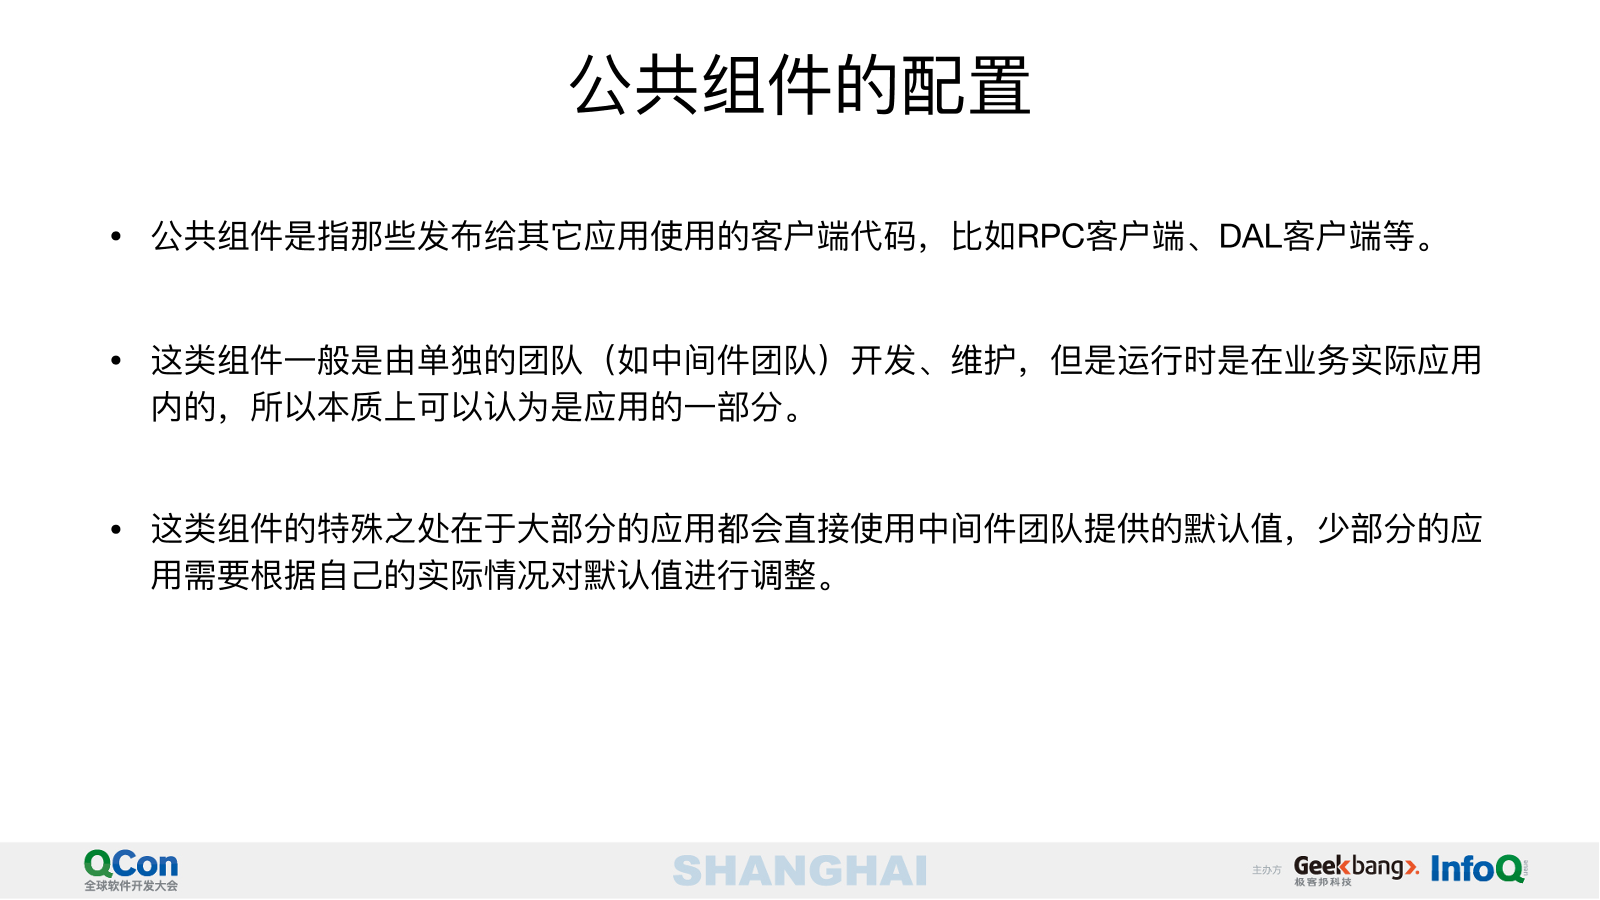 公共组件的配置
• 公共组件是指那些发布给其它应用使用的客户端代码，比如RPC客户端、DAL客户端等。
• 这类组件一般是由单独的团队（如中间件团队）开发、维护，但是运行时是在业务实际应用
内的，所以本质上可以认为是应用的一部分。
• 这类组件的特殊之处在于大部分的应用都会直接使用中间件团队提供的默认值，少部分的应
用需要根据自己的实际情况对默认值进行调整。
QCon
全球软件开发大会
SHANGHAI
主办方
Geekbang>.
极客邦科技
InfoQ